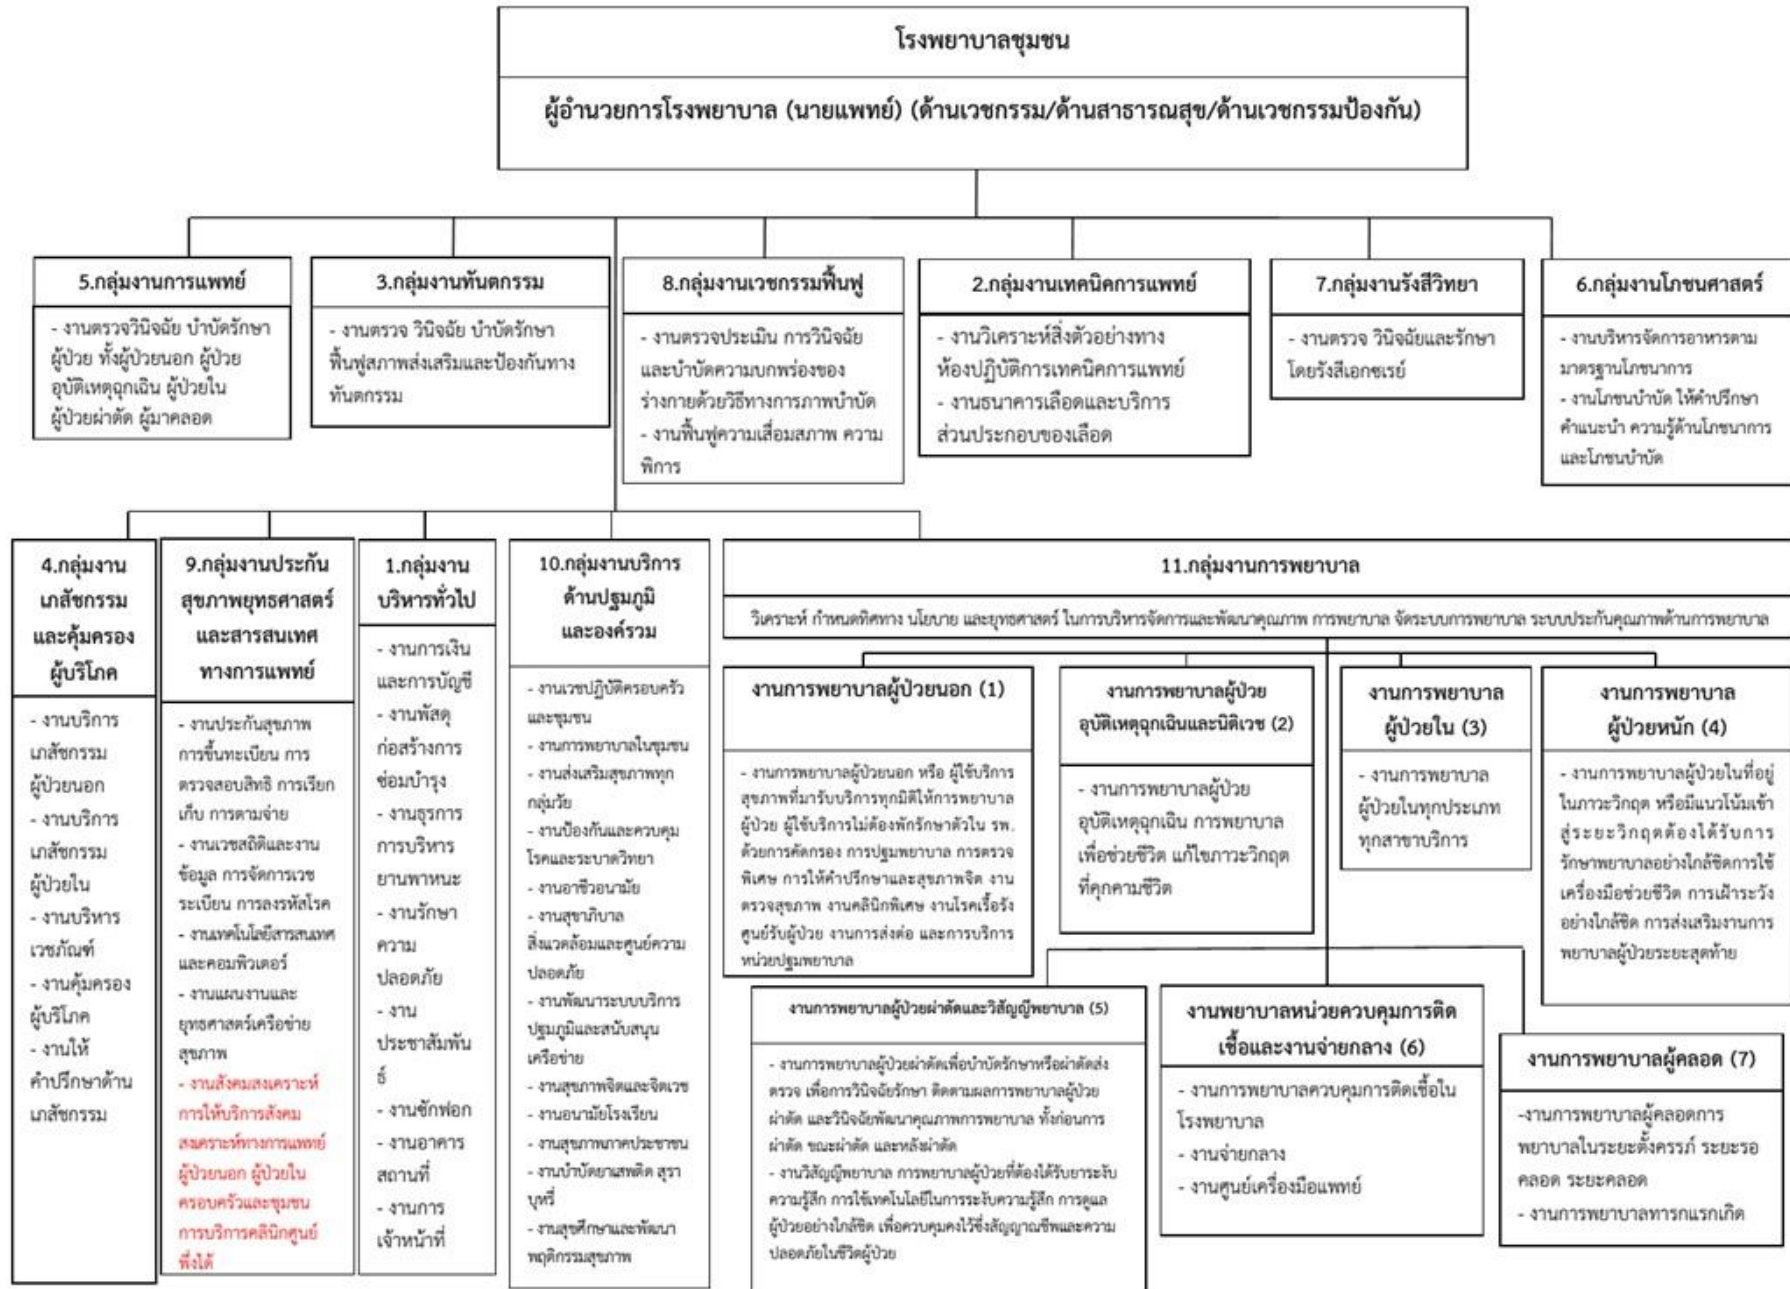 โรงพยาบาลชุมชน
ผู้อำนวยการโรงพยาบาล (นายแพทย์) (ด้านเวชกรรม/ด้านสาธารณสุข/ด้านเวชกรรมป้องกัน)
5.กลุ่มงานการแพทย์
- งานตรวจวินิจฉัย บำบัดรักษา
ผู้ป่วย ทั้งผู้ป่วยนอก ผู้ป่วย
อุบัติเหตุฉุกเฉิน ผู้ป่วยใน
ผู้ป่วยผ่าตัด ผู้มาคลอด
3.กลุ่มงานทันตกรรม
- งานตรวจ วินิจฉัย บำบัดรักษา
ฟื้นฟูสภาพส่งเสริมและป้องกันทาง
ทันตกรรม
8.กลุ่มงานเวชกรรมฟื้นฟู
- งานตรวจประเมิน การวินิจฉัย
และบำบัดความบกพร่องของ
ร่างกายด้วยวิธีทางการภาพบำบัด
- งานฟื้นฟูความเสื่อมสภาพ ความ
พิการ
2.กลุ่มงานเทคนิคการแพทย์
- งานวิเคราะห์สิ่งตัวอย่างทาง
ห้องปฏิบัติการเทคนิคการแพทย์
- งานธนาคารเลือดและบริการ
ส่วนประกอบของเลือด
7.กลุ่มงานรังสีวิทยา
- งานตรวจ วินิจฉัยและรักษา
โดยรังสีเอกซเรย์
6.กลุ่มงานโภชนศาสตร์
- งานบริหารจัดการอาหารตาม
มาตรฐานโภชนาการ
- งานโภชนบำบัด ให้คำปรึกษา
คำแนะนำ ความรู้ด้านโภชนาการ
และโภชนบำบัด
4.กลุ่มงาน
เภสัชกรรม
และคุ้มครอง
ผู้บริโภค
- งานบริการ
เภสัชกรรม
ผู้ป่วยนอก
- งานบริการ
เภสัชกรรม
ผู้ป่วยใน
- งานบริหาร
เวชภัณฑ์
- งานคุ้มครอง
ผู้บริโภค
- งานให้
คำปรึกษาด้าน
เภสัชกรรม
9.กลุ่มงานประกัน
สุขภาพยุทธศาสตร์
และสารสนเทศ
ทางการแพทย์
- งานประกันสุขภาพ
การขึ้นทะเบียน การ
ตรวจสอบสิทธิ การเรียก
เก็บ การตามจ่าย
- งานเวชสถิติและงาน
ข้อมูล การจัดการเวช
ระเบียน การลงรหัสโรค
- งานเทคโนโลยีสารสนเทศ
และคอมพิวเตอร์
- งานแผนงานและ
ยุทธศาสตร์เครือข่าย
สุขภาพ
- งานสังคมสงเคราะห์
การให้บริการสังคม
สงเคราะห์ทางการแพทย์
ผู้ป่วยนอก ผู้ป่วยใน
ครอบครัวและชุมชน
การบริการคลินิกศูนย์
พึ่งได้
1.กลุ่มงาน
บริหารทั่วไป
- งานการเงิน
และการบัญชี
- งานพัสดุ
ก่อสร้างการ
ซ่อมบำรุง
- งานธุรการ
การบริหาร
ยานพาหนะ
- งานรักษา
ความ
ปลอดภัย
- งาน
ประชาสัมพัน
ธ์
- งานซักฟอก
- งานอาคาร
สถานที่
- งานการ
เจ้าหน้าที่
10.กลุ่มงานบริการ
ด้านปฐมภูมิ
และองค์รวม
- งานเวชปฏิบัติครอบครัว
และชุมชน
- งานการพยาบาลในชุมชน
- งานส่งเสริมสุขภาพทุก
กลุ่มวัย
- งานป้องกันและควบคุม
โรคและระบาดวิทยา
- งานอาชีวอนามัย
- งานสุขาภิบาล
สิ่งแวดล้อมและศูนย์ความ
ปลอดภัย
- งานพัฒนาระบบบริการ
ปฐมภูมิและสนับสนุน
เครือข่าย
- งานสุขภาพจิตและจิตเวช
- งานอนามัยโรงเรียน
- งานสุขภาพภาคประชาชน
- งานบำบัดยาเสพติด สุรา
บุหรี่
- งานสุขศึกษาและพัฒนา
พฤติกรรมสุขภาพ
11.กลุ่มงานการพยาบาล
วิเคราะห์ กำหนดทิศทาง นโยบาย และยุทธศาสตร์ ในการบริหารจัดการและพัฒนาคุณภาพ การพยาบาล จัดระบบการพยาบาล ระบบประกันคุณภาพด้านการพยาบาล
งานการพยาบาลผู้ป่วยนอก (1)
- งานการพยาบาลผู้ป่วยนอก หรือ ผู้ใช้บริการ
สุขภาพที่มารับบริการทุกมิติให้การพยาบาล
ผู้ป่วย ผู้ใช้บริการไม่ต้องพักรักษาตัวใน รพ.
ด้วยการคัดกรอง การปฐมพยาบาล การตรวจ
พิเศษ การให้คำปรึกษาและสุขภาพจิต งาน
ตรวจสุขภาพ งานคลินิกพิเศษ งานโรคเรื้อรัง
ศูนย์รับผู้ป่วย งานการส่งต่อ และการบริการ
หน่วยปฐมพยาบาล
งานการพยาบาลผู้ป่วย
อุบัติเหตุฉุกเฉินและนิติเวช (2)
- งานการพยาบาลผู้ป่วย
อุบัติเหตุฉุกเฉิน การพยาบาล
เพื่อช่วยชีวิต แก้ไขภาวะวิกฤต
ที่คุกคามชีวิต
งานการพยาบาล
ผู้ป่วยใน (3)
- งานการพยาบาล
ผู้ป่วยในทุกประเภท
ทุกสาขาบริการ
งานการพยาบาล
ผู้ป่วยหนัก (4)
- งานการพยาบาลผู้ป่วยในที่อยู่
ในภาวะวิกฤต หรือมีแนวโน้มเข้า
สู่ระยะวิกฤตต้องได้รับการ
รักษาพยาบาลอย่างใกล้ชิดการใช้
เครื่องมือช่วยชีวิต การเฝ้าระวัง
อย่างใกล้ชิด การส่งเสริมงานการ
พยาบาลผู้ป่วยระยะสุดท้าย
งานการพยาบาลผู้ป่วยผ่าตัดและวิสัญญีพยาบาล (5)
- งานการพยาบาลผู้ป่วยผ่าตัดเพื่อบำบัดรักษาหรือผ่าตัดส่ง
ตรวจ เพื่อการวินิจฉัยรักษา ติดตามผลการพยาบาลผู้ป่วย
ผ่าตัด และวินิจฉัยพัฒนาคุณภาพการพยาบาล ทั้งก่อนการ
ผ่าตัด ขณะผ่าตัด และหลังผ่าตัด
- งานวิสัญญีพยาบาล การพยาบาลผู้ป่วยที่ต้องได้รับยาระงับ
ความรู้สึก การใช้เทคโนโลยีในการระงับความรู้สึก การดูแล
ผู้ป่วยอย่างใกล้ชิด เพื่อควบคุมคงไว้ซึ่งสัญญาณชีพและความ
ปลอดภัยในชีวิตผู้ป่วย
งานพยาบาลหน่วยควบคุมการติด
เชื้อและงานจ่ายกลาง (6)
- งานการพยาบาลควบคุมการติดเชื้อใน
โรงพยาบาล
- งานจ่ายกลาง
- งานศูนย์เครื่องมือแพทย์
งานการพยาบาลผู้คลอด (7)
-งานการพยาบาลผู้คลอดการ
พยาบาลในระยะตั้งครรภ์ ระยะรอ
คลอด ระยะคลอด
- งานการพยาบาลทารกแรกเกิด